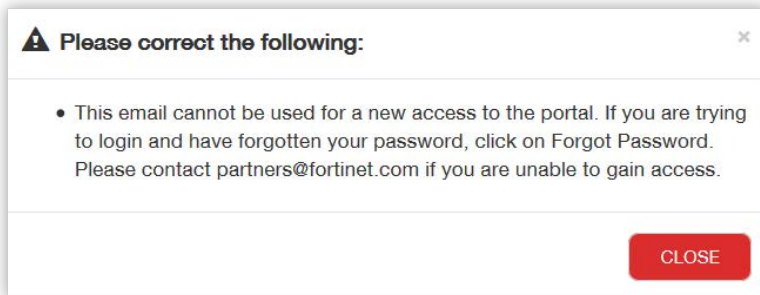 Please correct the following:
×
• This email cannot be used for a new access to the portal. If you are trying
to login and have forgotten your password, click on Forgot Password.
Please contact partners@fortinet.com if you are unable to gain access.
CLOSE